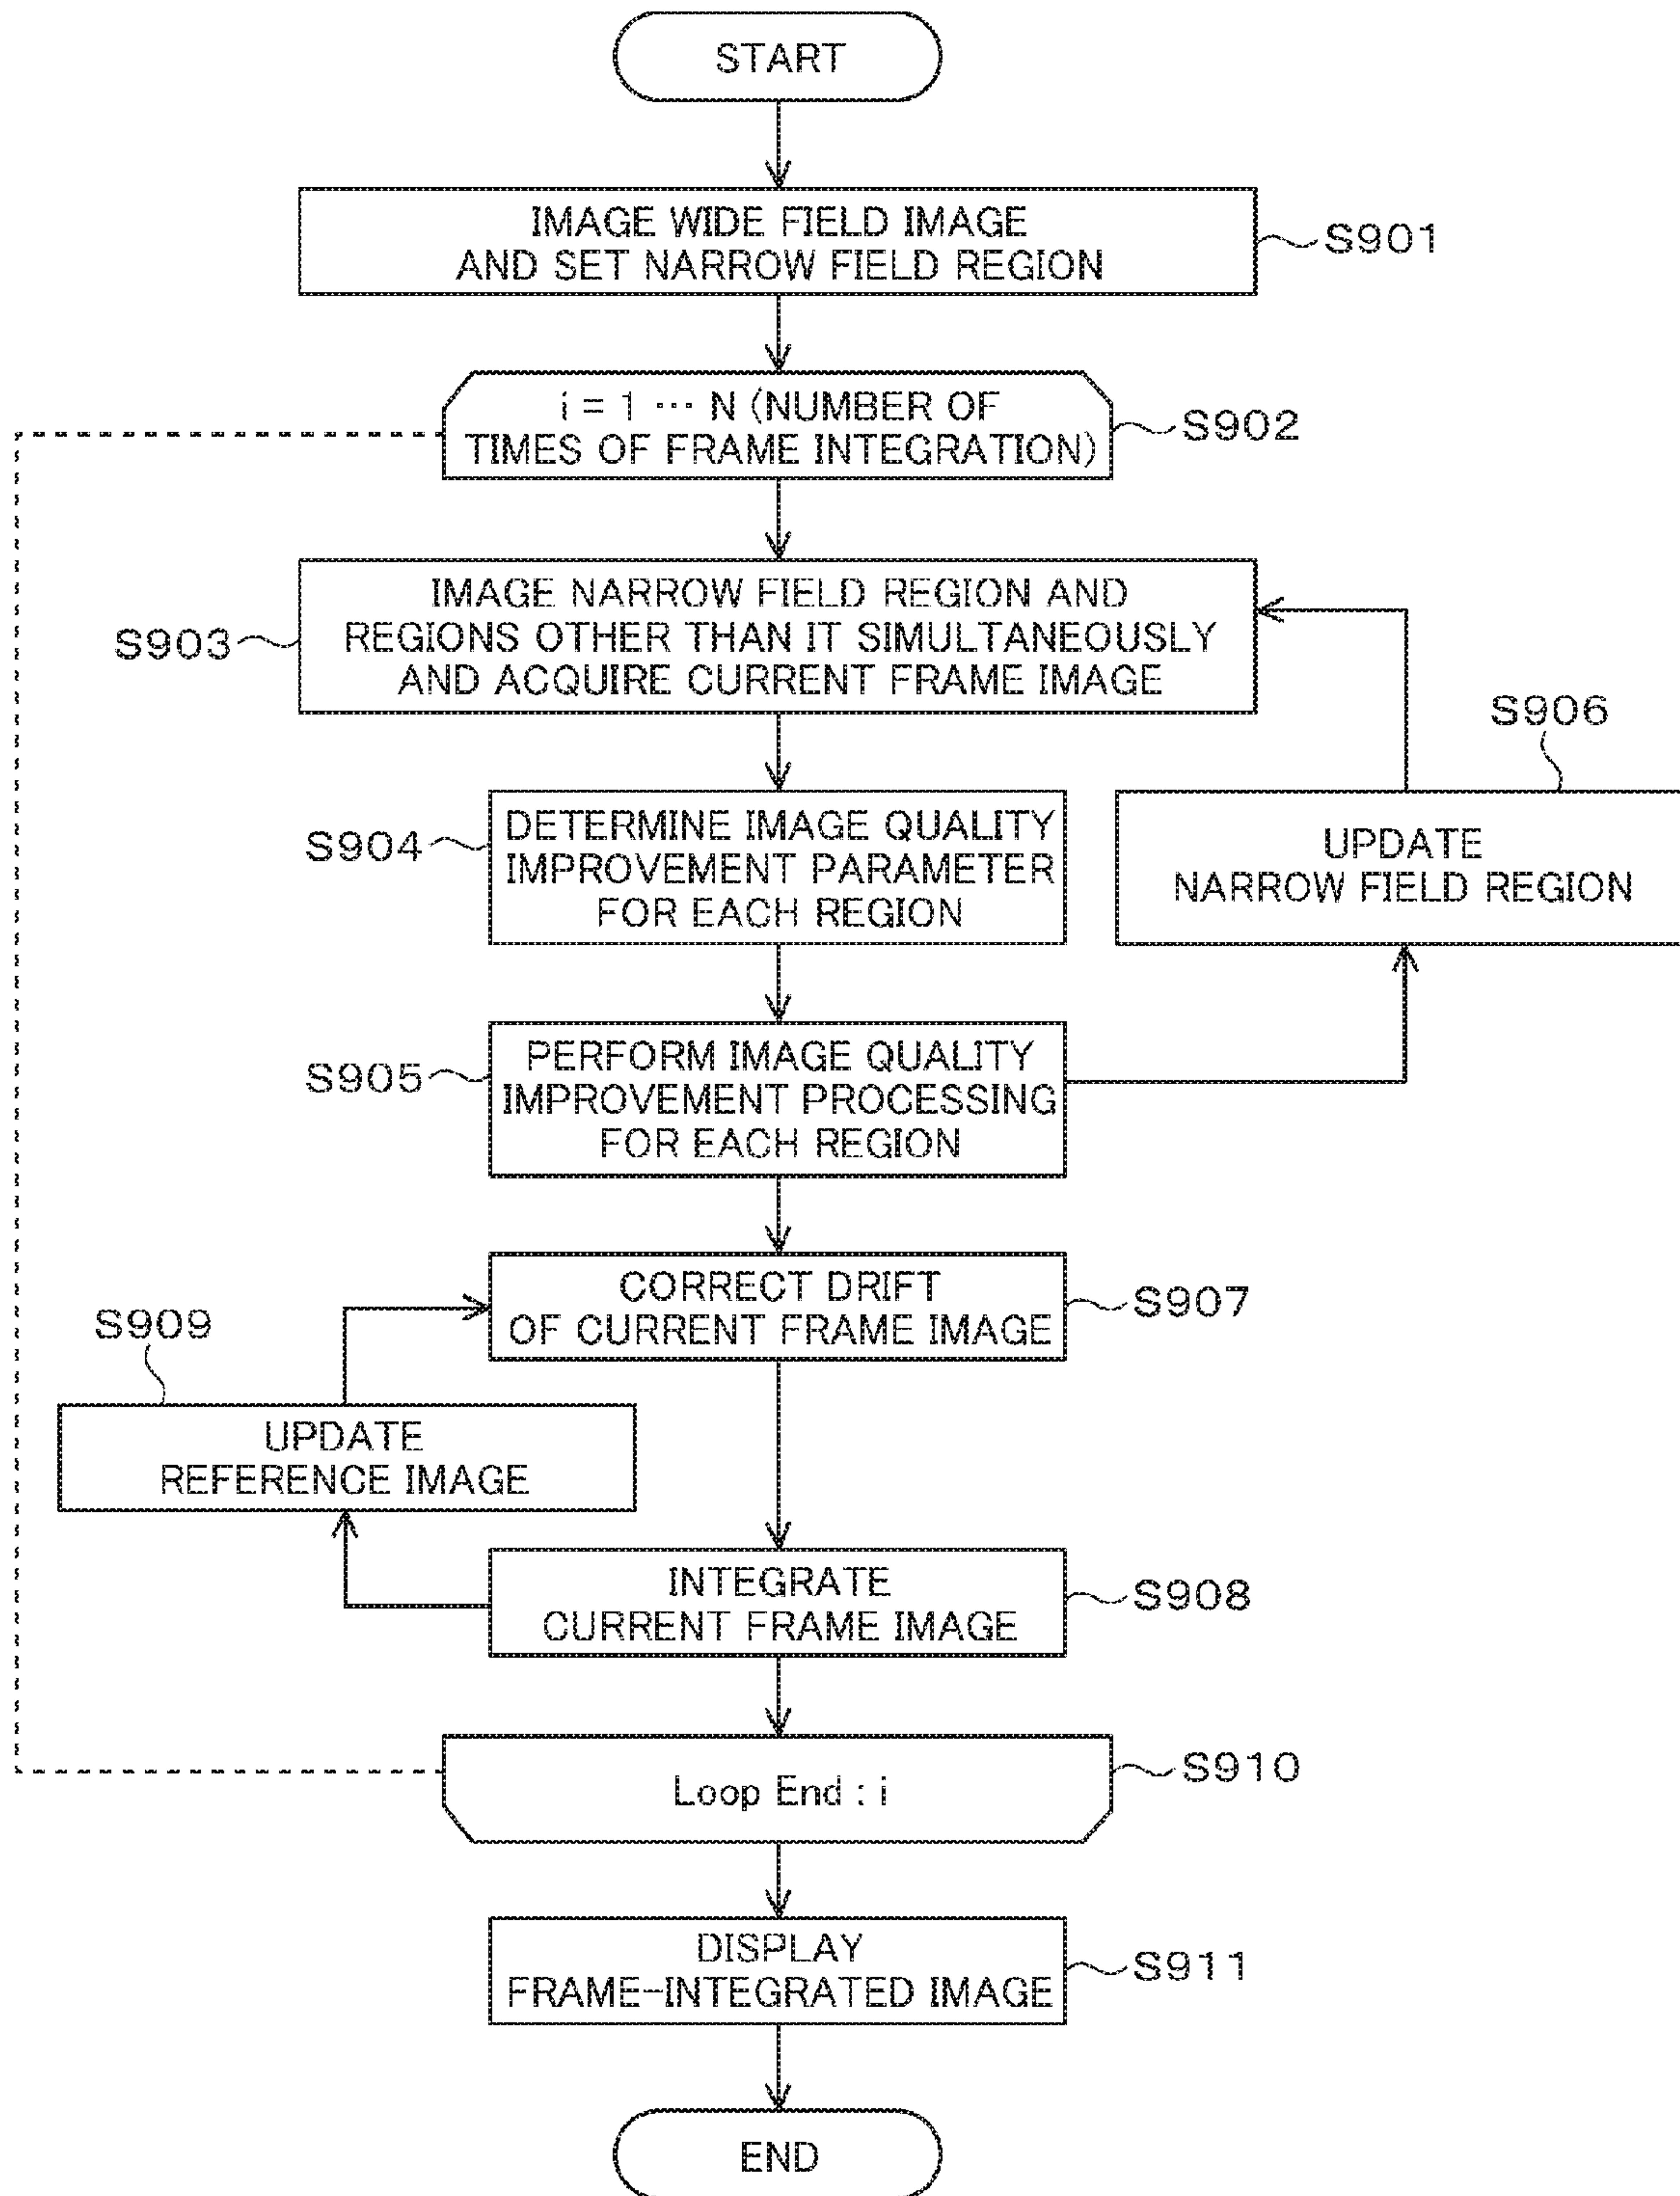 START
IMAGE WIDE FIELD IMAGE
AND SET NARROW FIELD REGION
S901
i = 1 ··· N (NUMBER OF
TIMES OF FRAME INTEGRATION)
S902
IMAGE NARROW FIELD REGION AND
REGIONS OTHER THAN IT SIMULTANEOUSLY
AND ACQUIRE CURRENT FRAME IMAGE
S903
S906
UPDATE
NARROW FIELD REGION
S904
DETERMINE IMAGE QUALITY
IMPROVEMENT PARAMETER
FOR EACH REGION
S905
PERFORM IMAGE QUALITY
IMPROVEMENT PROCESSING
FOR EACH REGION
CORRECT DRIFT
OF CURRENT FRAME IMAGE
S907
S909
UPDATE
REFERENCE IMAGE
INTEGRATE
CURRENT FRAME IMAGE
S908
Loop End : i
S910
DISPLAY
FRAME-INTEGRATED IMAGE
S911
END